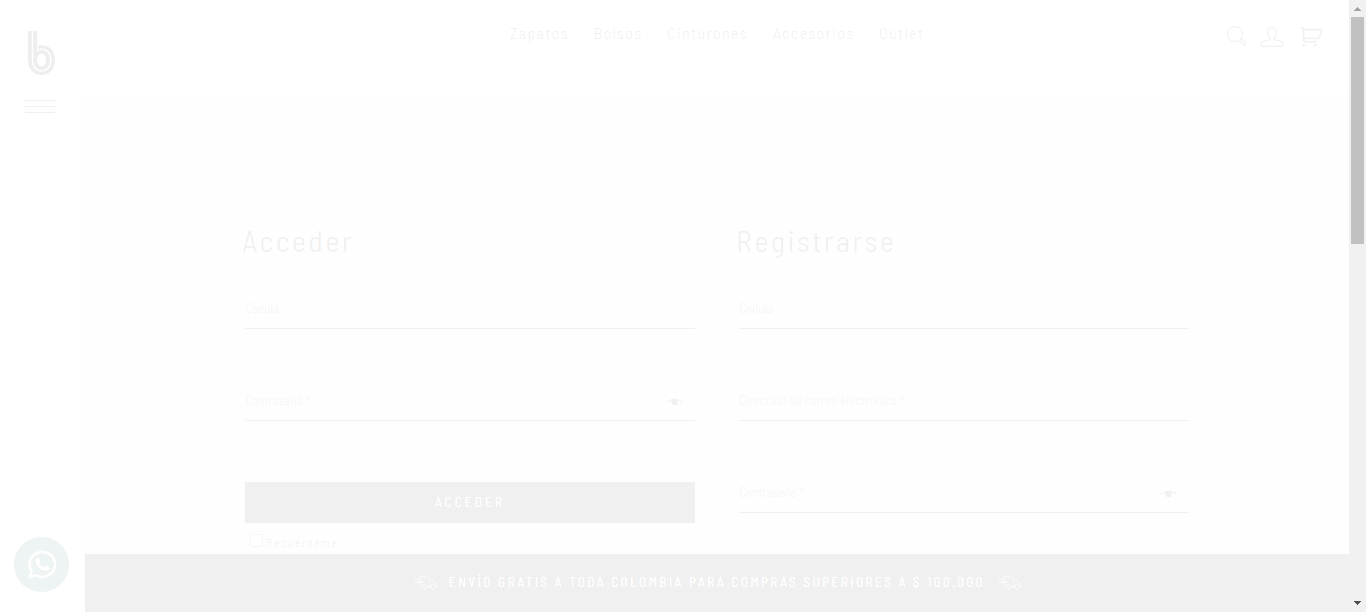 b
Zapatos Bolsos Cinturones Accesorios Outlet
Acceder Registrarse
Cédula Cédula
Contraseña * Dirección de correo electrónico *
ACCEDER Contraseña *
Recuérdame
ENVÍO GRATIS A TODA COLOMBIA PARA COMPRAS SUPERIORES A $ 100,000